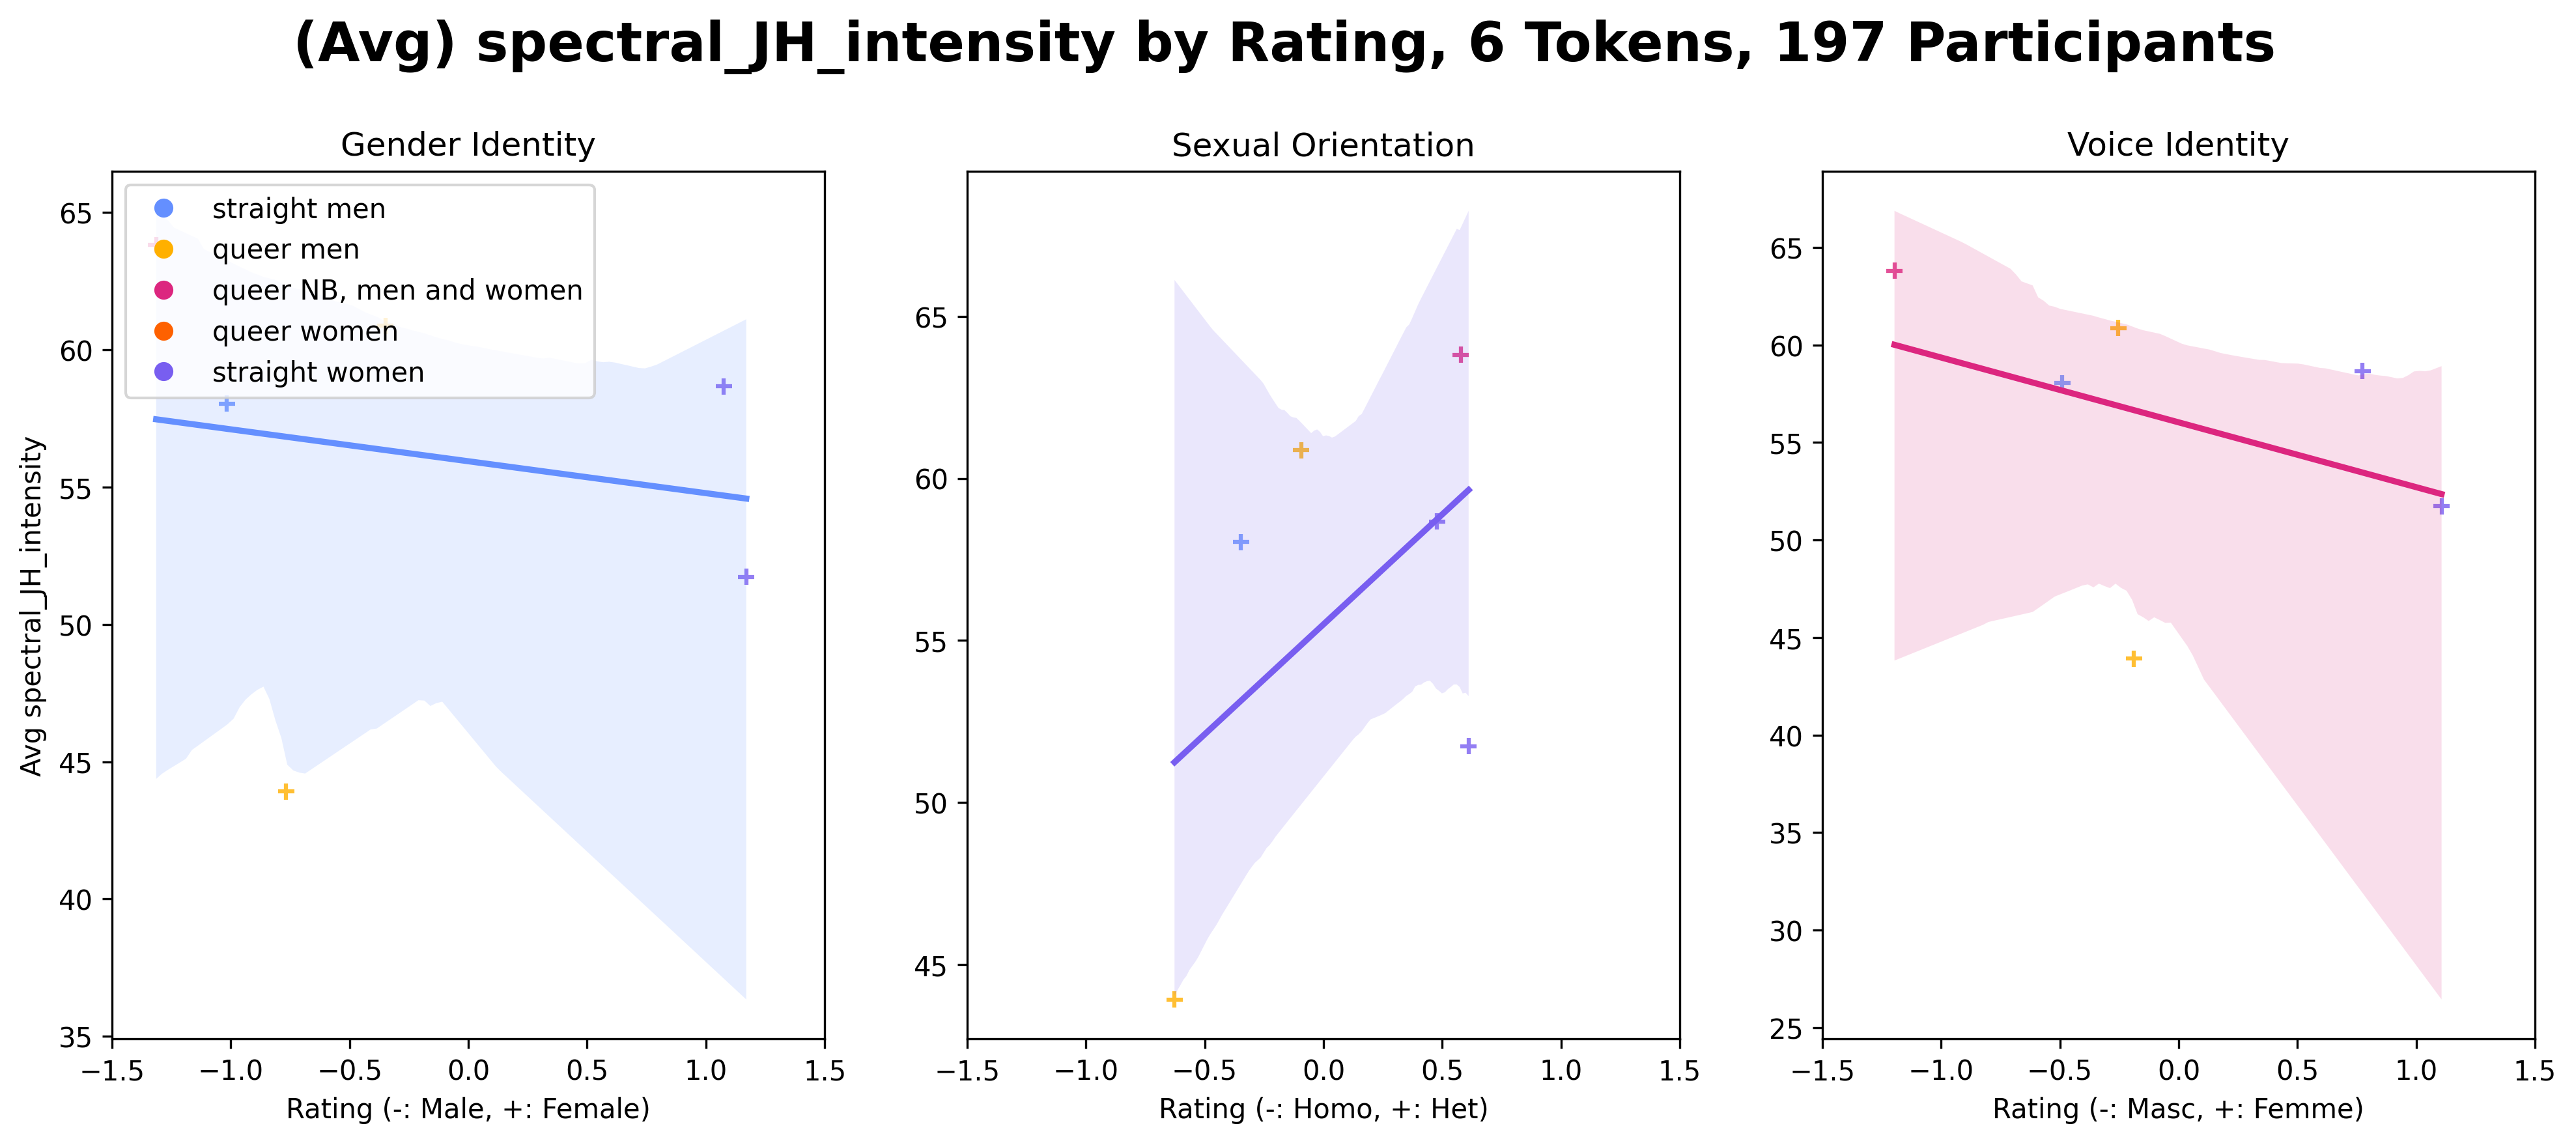 (Avg) spectral_JH_intensity by Rating, 6 Tokens, 197 Participants
Gender Identity
Sexual Orientation
Voice Identity
straight men
queer men
queer NB, men and women
queer women
straight women
Avg spectral_JH_intensity
65
60
55
50
45
40
35
−1.5 −1.0 −0.5 0.0 0.5 1.0 1.5
Rating (-: Male, +: Female)
65
60
55
50
45
−1.5 −1.0 −0.5 0.0 0.5 1.0 1.5
Rating (-: Homo, +: Het)
65
60
55
50
45
40
35
30
25
−1.5 −1.0 −0.5 0.0 0.5 1.0 1.5
Rating (-: Masc, +: Femme)